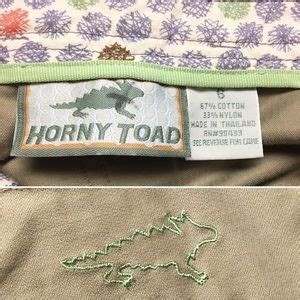 HORNY TOAD
6
67% COTTON
33% NYLON
MADE IN THAILAND
RN#95433
SEE REVERSE FOR CARE